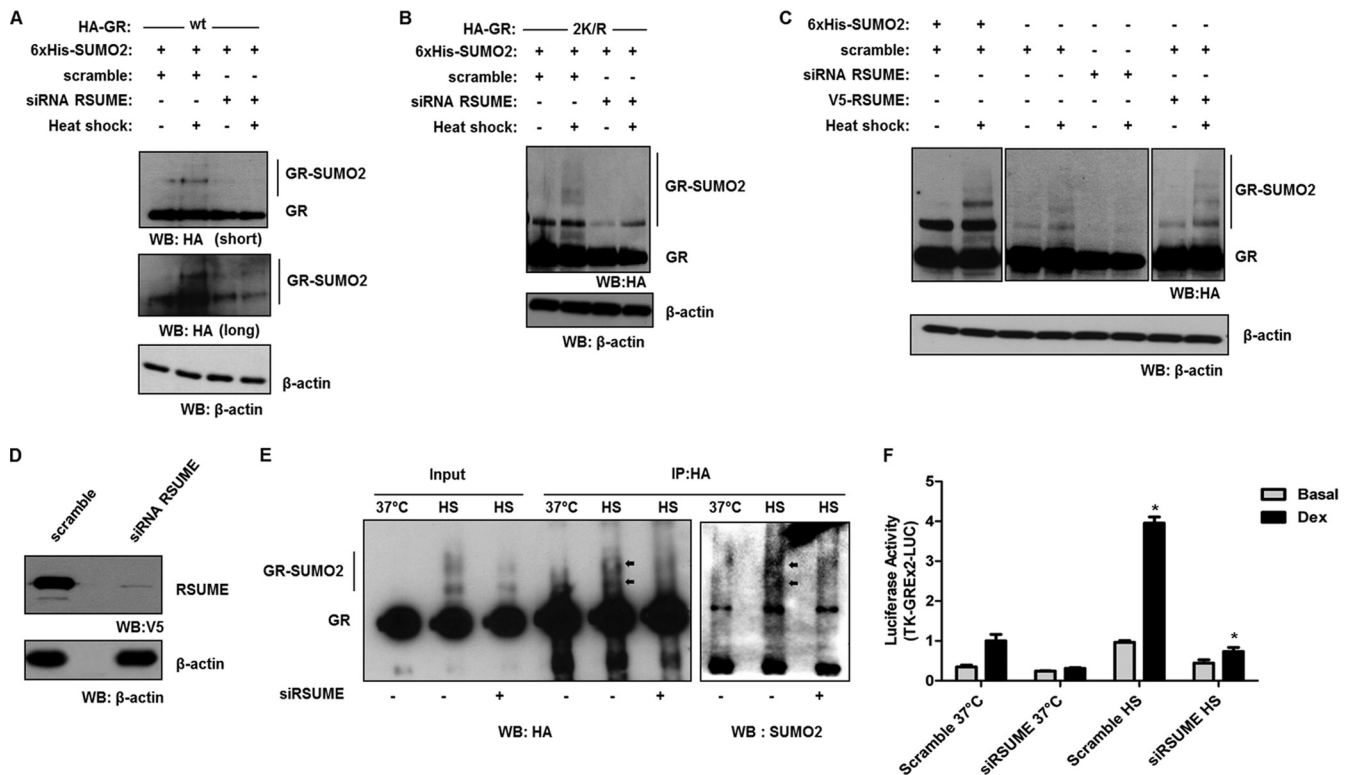 A
HA-GR: wt
6xHis-SUMO2: + + + +
scramble: + + - -
siRNA RSUME: - - + +
Heat shock: - + - +
GR-SUMO2
GR
WB: HA (short)
GR-SUMO2
WB: HA (long)
β-actin
WB: β-actin
B
HA-GR: 2K/R
6xHis-SUMO2: + + + +
scramble: + + - -
siRNA RSUME: - - + +
Heat shock: - + - +
GR-SUMO2
GR
WB:HA
β-actin
WB: β-actin
C
6xHis-SUMO2: + + - - - - - -
scramble: + + + + - - + +
siRNA RSUME: - - - - + + - -
V5-RSUME: - - - - - - + +
Heat shock: - + - + - + - +
GR-SUMO2
GR
WB:HA
β-actin
WB: β-actin
D
scramble
siRNA RSUME
RSUME
WB:V5
β-actin
WB: β-actin
E
Input IP:HA
37°C HS HS 37°C HS HS 37°C HS HS
GR-SUMO2
GR
siRSUME - - + - - + - - +
WB: HA WB : SUMO2
F
Luciferase Activity
(TK-GREx2-LUC)
5
4
3
2
1
0
* *
Basal
Dex
Scramble 37°C
siRSUME 37°C
Scramble HS
siRSUME HS